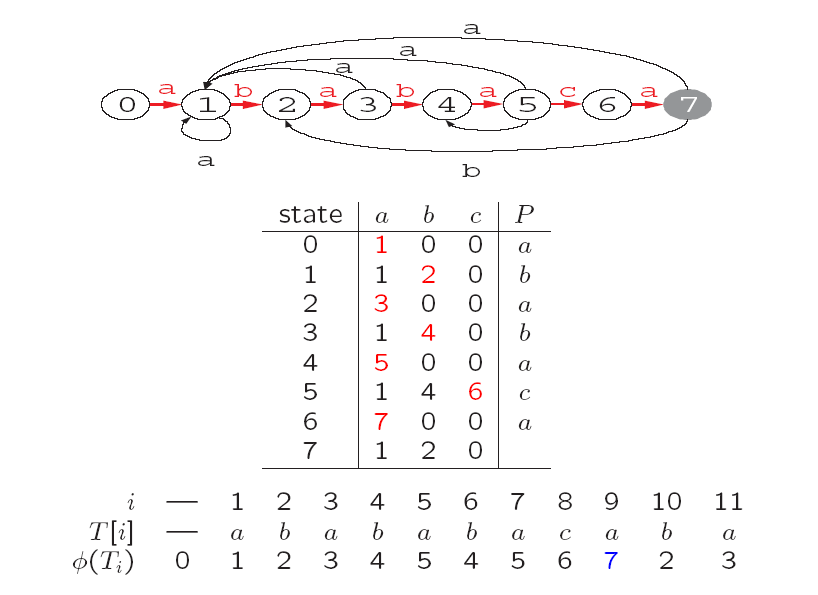 a
a
a
a b a b a c a
0 1 2 3 4 5 6 7
a
b
state a b c P
0 1 0 0 a
1 1 2 0 b
2 3 0 0 a
3 1 4 0 b
4 5 0 0 a
5 1 4 6 c
6 7 0 0 a
7 1 2 0
i — 1 2 3 4 5 6 7 8 9 10 11
T[i] — a b a b a b a c a b a
ϕ(Tᵢ) 0 1 2 3 4 5 4 5 6 7 2 3